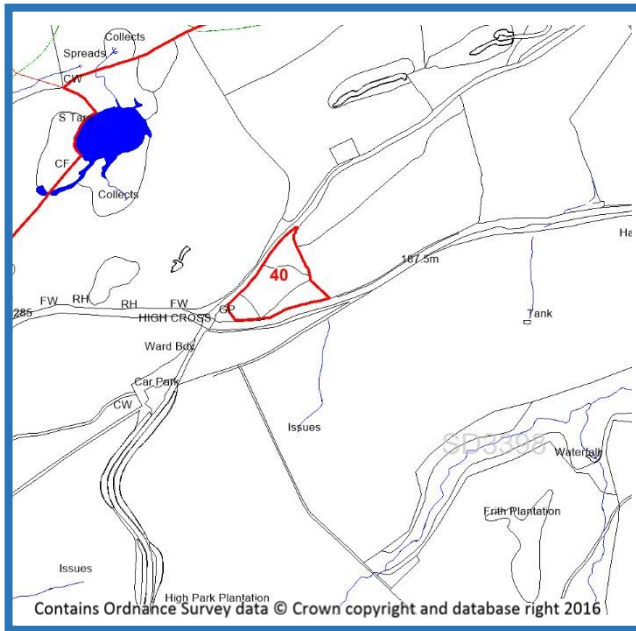 Collects
Spreads
CW
S Tank
CF
Collects
187.5m
Ha
40
FW
RH
RH
FW
GP
285
HIGH CROSS
Tank
Ward Bdy
Car Park
CW
Issues
SD3398
Waterfall
Frith Plantation
Issues
High Park Plantation
Contains Ordnance Survey data © Crown copyright and database right 2016